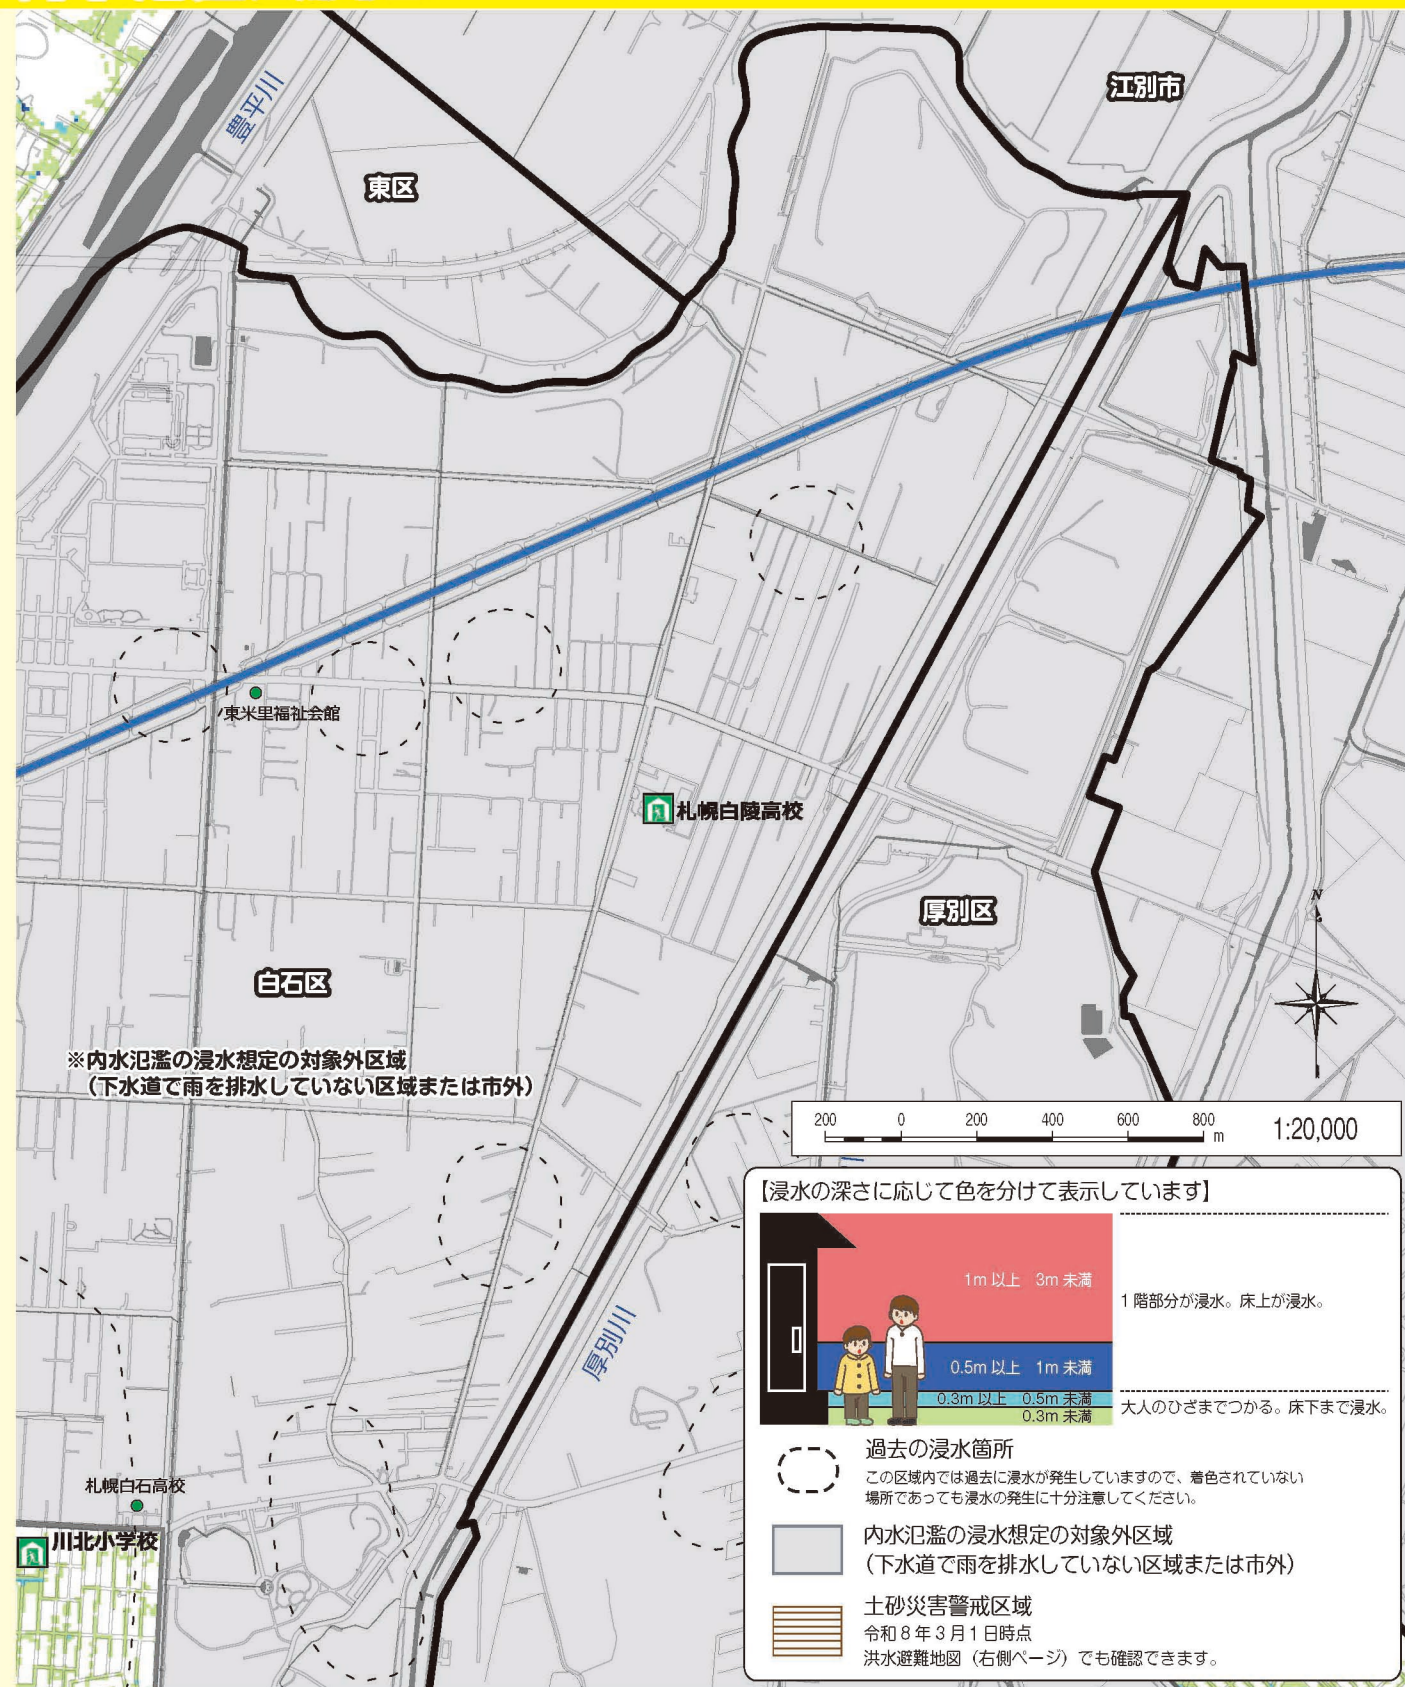 江別市
豊平川
東区
東米里福祉会館
札幌白陵高校
厚別区
白石区
N
※内水氾濫の浸水想定の対象外区域
（下水道で雨を排水していない区域または市外）
200 0 200 400 600 800 m 1:20,000
厚別川
札幌白石高校
川北小学校
【浸水の深さに応じて色を分けて表示しています】
1m 以上 3m 未満
1 階部分が浸水。床上が浸水。
0.5m 以上 1m 未満
0.3m 以上 0.5m 未満
0.3m 未満
大人のひざまでつかる。床下まで浸水。
過去の浸水箇所
この区域内では過去に浸水が発生していますので、着色されていない
場所であっても浸水の発生に十分注意してください。
内水氾濫の浸水想定の対象外区域
（下水道で雨を排水していない区域または市外）
土砂災害警戒区域
令和 8 年 3 月 1 日時点
洪水避難地図（右側ページ）でも確認できます。